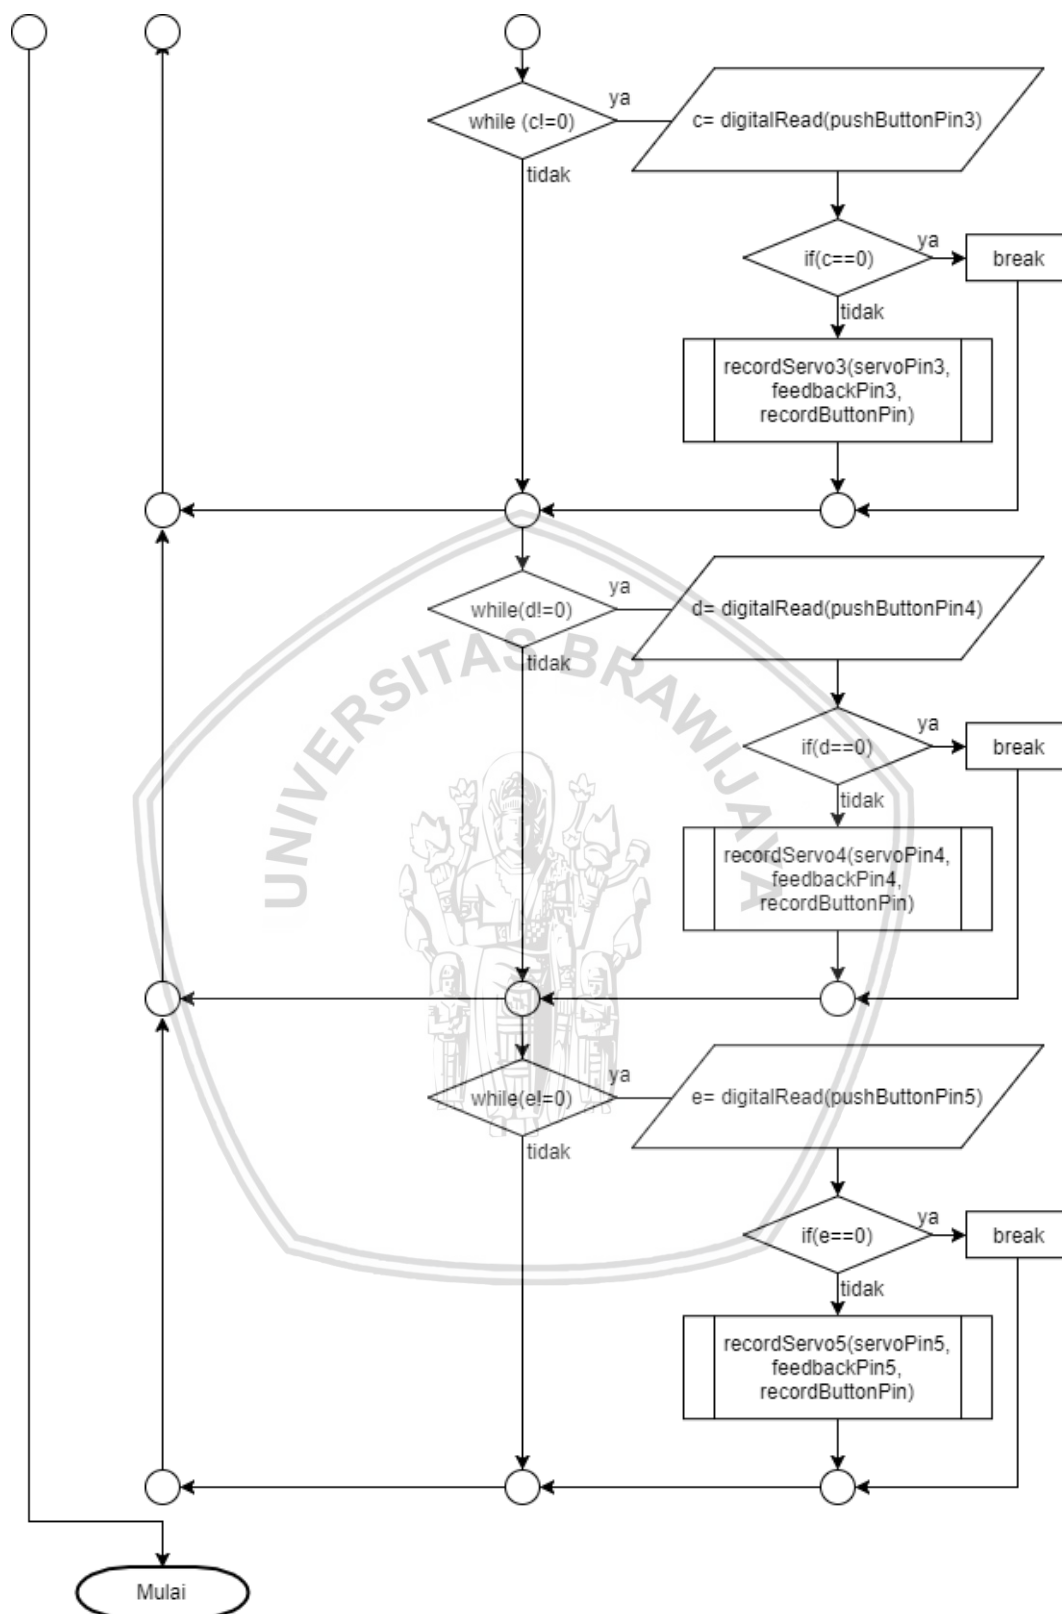 ya
while (c!=0)
c= digitalRead(pushButtonPin3)
tidak
ya
if(c==0)
break
tidak
recordServo3(servoPin3,
feedbackPin3,
recordButtonPin)
ya
while(d!=0)
d= digitalRead(pushButtonPin4)
tidak
UNIVERSITAS BRAWIJAYA
ya
if(d==0)
break
tidak
recordServo4(servoPin4,
feedbackPin4,
recordButtonPin)
ya
while(e!=0)
e= digitalRead(pushButtonPin5)
tidak
ya
if(e==0)
break
tidak
recordServo5(servoPin5,
feedbackPin5,
recordButtonPin)
Mulai